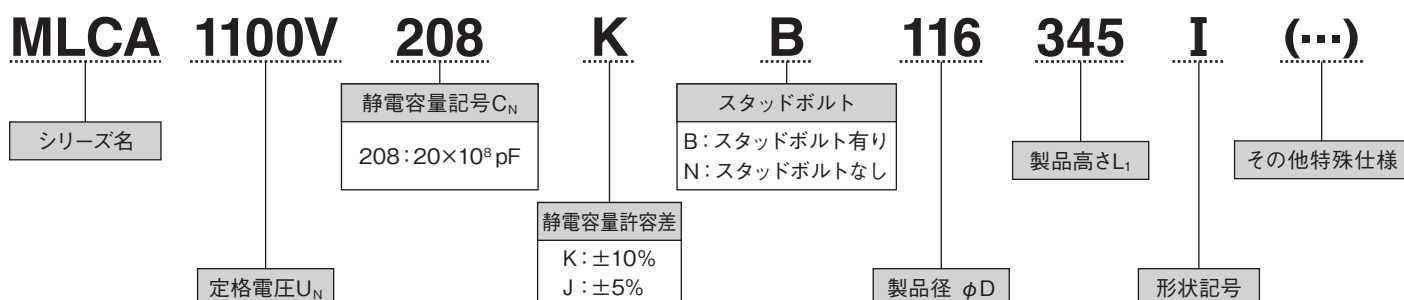 MLCA 1100V 208 K B 116 345 I (…)
シリーズ名
静電容量記号CN
208：20×10⁸pF
スタッドボルト
B：スタッドボルト有り
N：スタッドボルトなし
製品高さL₁
その他特殊仕様
静電容量許容差
K：±10%
J：±5%
定格電圧UN
製品径 φD
形状記号